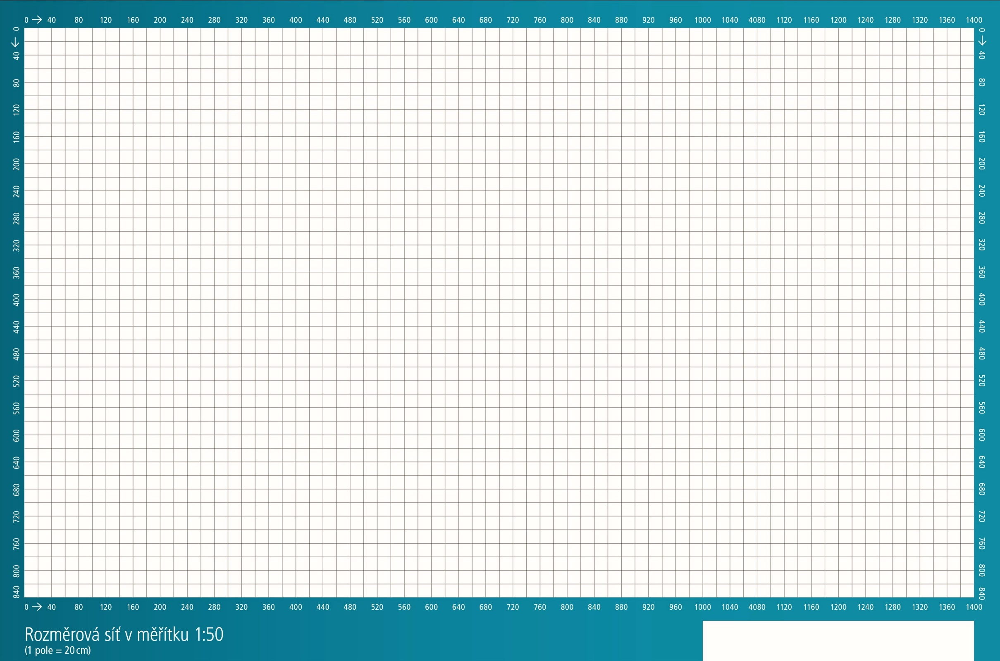 0 → 40 80 120 160 200 240 280 320 360 400 440 480 520 560 600 640 680 720 760 800 840 880 920 960 1000 1040 4080 1120 1160 1200 1240 1280 1320 1360 1400
0 → 40 80 120 160 200 240 280 320 360 400 440 480 520 560 600 640 680 720 760 800 840
0 → 40 80 120 160 200 240 280 320 360 400 440 480 520 560 600 640 680 720 760 800 840
0 → 40 80 120 160 200 240 280 320 360 400 440 480 520 560 600 640 680 720 760 800 840 880 920 960 1000 1040 4080 1120 1160 1200 1240 1280 1320 1360 1400
Rozměrová síť v měřítku 1:50
(1 pole = 20 cm)